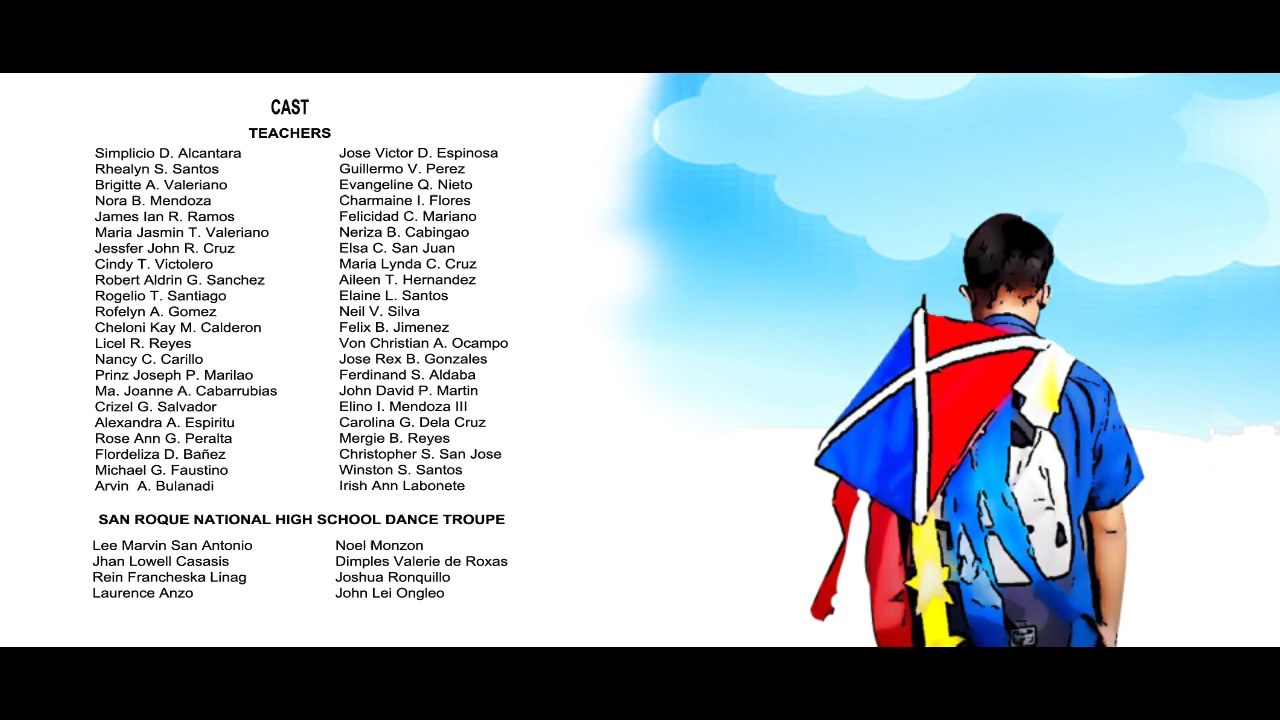 CAST
TEACHERS
Simplicio D. Alcantara
Rhealyn S. Santos
Brigitte A. Valeriano
Nora B. Mendoza
James Ian R. Ramos
Maria Jasmin T. Valeriano
Jessfer John R. Cruz
Cindy T. Victolero
Robert Aldrin G. Sanchez
Rogelio T. Santiago
Rofelyn A. Gomez
Cheloni Kay M. Calderon
Licel R. Reyes
Nancy C. Carillo
Prinz Joseph P. Marilao
Ma. Joanne A. Cabarrubias
Crizel G. Salvador
Alexandra A. Espiritu
Rose Ann G. Peralta
Flordeliza D. Bañez
Michael G. Faustino
Arvin A. Bulanadi
Jose Victor D. Espinosa
Guillermo V. Perez
Evangeline Q. Nieto
Charmaine I. Flores
Felicidad C. Mariano
Neriza B. Cabingao
Elsa C. San Juan
Maria Lynda C. Cruz
Aileen T. Hernandez
Elaine L. Santos
Neil V. Silva
Felix B. Jimenez
Von Christian A. Ocampo
Jose Rex B. Gonzales
Ferdinand S. Aldaba
John David P. Martin
Elino I. Mendoza III
Carolina G. Dela Cruz
Mergie B. Reyes
Christopher S. San Jose
Winston S. Santos
Irish Ann Labonete
SAN ROQUE NATIONAL HIGH SCHOOL DANCE TROUPE
Lee Marvin San Antonio
Jhan Lowell Casasis
Rein Francheska Linag
Laurence Anzo
Noel Monzon
Dimples Valerie de Roxas
Joshua Ronquillo
John Lei Ongleo